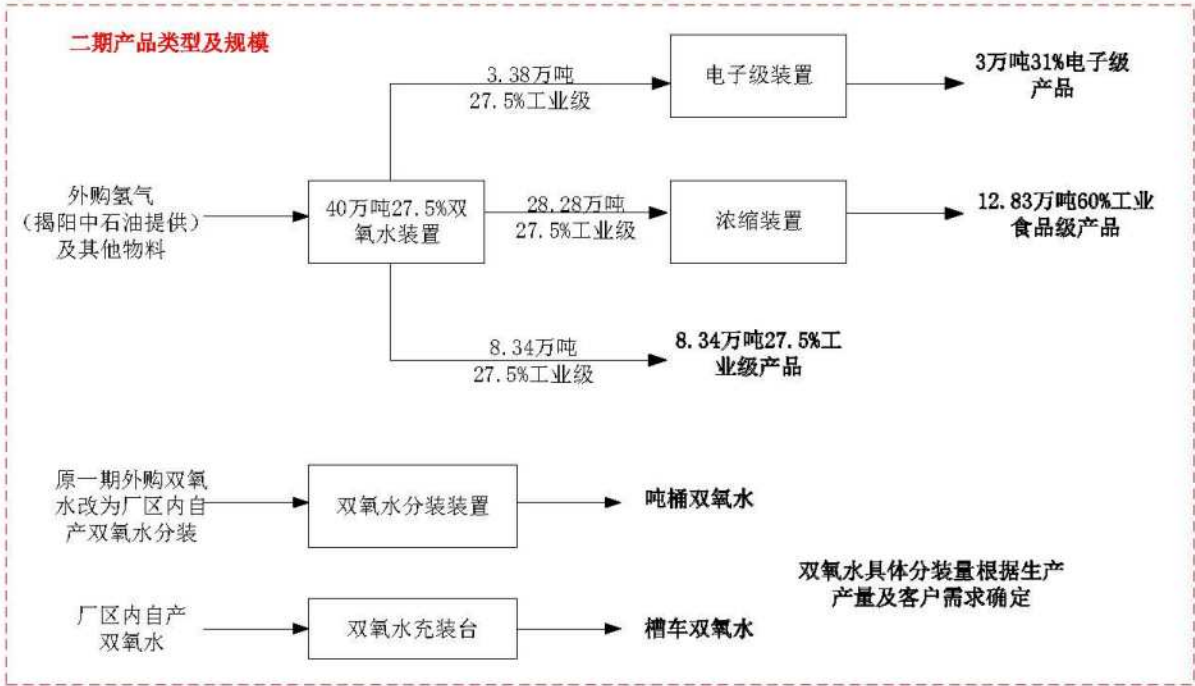 二期产品类型及规模
3.38万吨
27.5%工业级
电子级装置
3万吨31%电子级
产品
外购氢气
（揭阳中石油提供）
及其他物料
40万吨27.5%双
氧水装置
28.28万吨
27.5%工业级
浓缩装置
12.83万吨60%工业
食品级产品
8.34万吨
27.5%工业级
8.34万吨27.5%工
业级产品
原一期外购双氧
水改为厂区内自
产双氧水分装
双氧水分装装置
吨桶双氧水
双氧水具体分装量根据生产
产量及客户需求确定
厂区内自产
双氧水
双氧水充装台
槽车双氧水